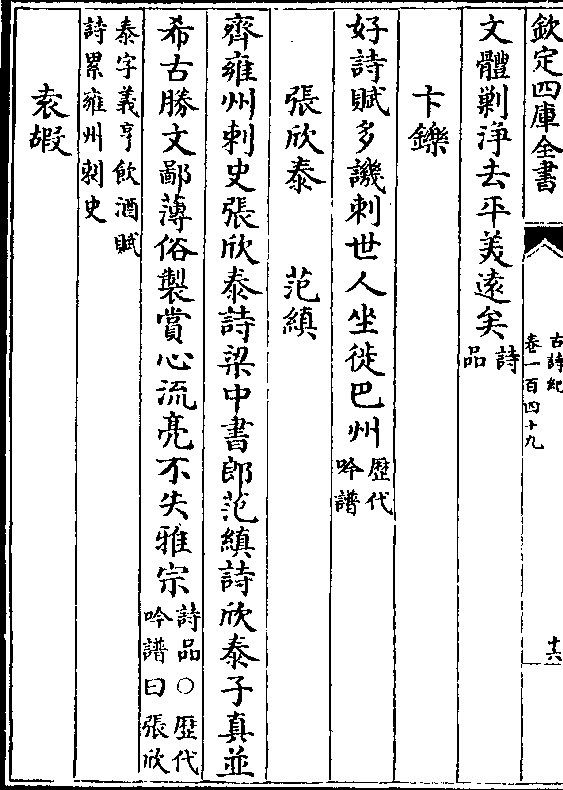 欽定四庫全書
古詩紀
卷一百四十九
十六
文體剿淨去平美遠矣詩
品
卞鑠
好詩賦多譏刺世人坐徙巴州歷代
吟譜
張欣泰 范縝
齊雍州刺史張欣泰詩梁中書郎范縝詩欣泰子真並
希古勝文鄙薄俗製賞心流亮不失雅宗詩品○歷代
吟譜曰張欣
泰字義亨飲酒賦
詩累雍州刺史
袁嘏